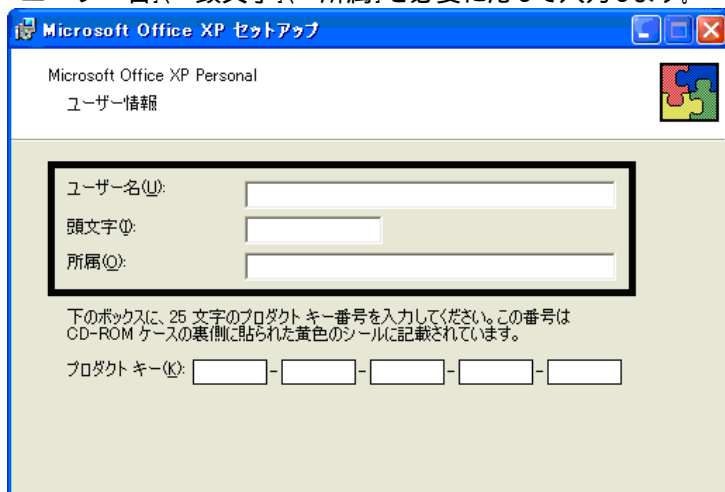 Microsoft Office XP セットアップ
Microsoft Office XP Personal
ユーザー情報
ユーザー名(U):
頭文字(I):
所属(O):
下のボックスに、25 文字のプロダクト キー番号を入力してください。この番号は
CD-ROM ケースの裏側に貼られた黄色のシールに記載されています。
プロダクト キー(K): - - - -